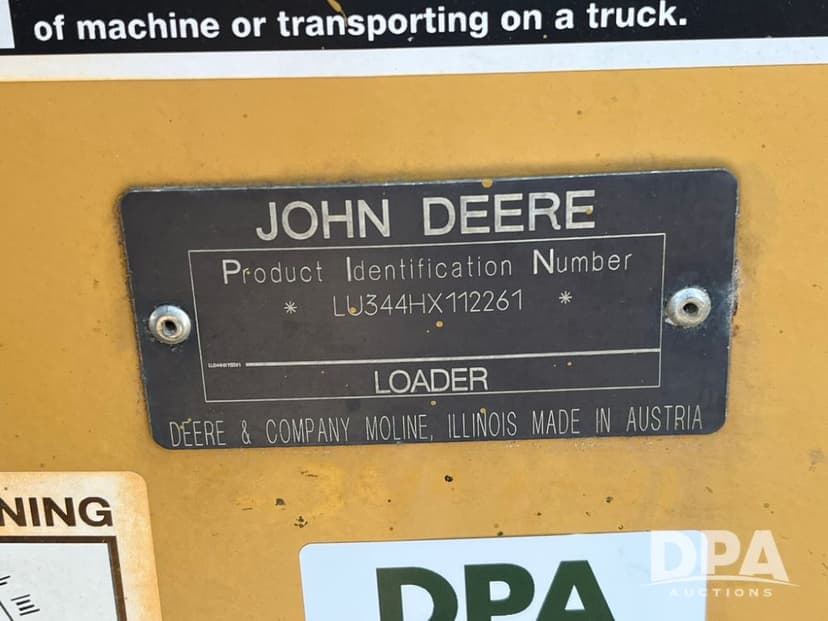 of machine or transporting on a truck.
JOHN DEERE
Product Identification Number
* LU344HX112261 *
LOADER
DEERE & COMPANY MOLINE, ILLINOIS MADE IN AUSTRIA
NING
DPA
DPA
AUCTIONS